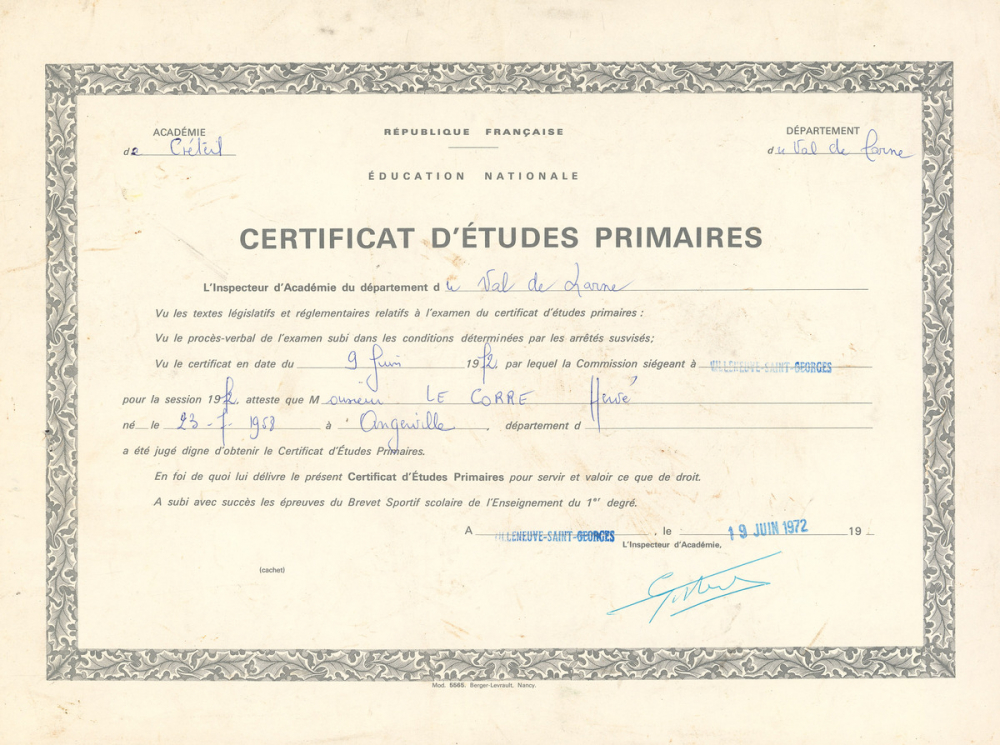 ACADÉMIE
de Créteil
RÉPUBLIQUE FRANÇAISE
DÉPARTEMENT
du Val de Marne
ÉDUCATION NATIONALE
CERTIFICAT D'ÉTUDES PRIMAIRES
L'Inspecteur d'Académie du département du Val de Marne
Vu les textes législatifs et réglementaires relatifs à l'examen du certificat d'études primaires :
Vu le procès-verbal de l'examen subi dans les conditions déterminées par les arrêtés susvisés;
Vu le certificat en date du 9 Juin 1972, par lequel la Commission siégeant à VILLENEUVE-SAINT-GEORGES
pour la session 1972, atteste que Monsieur LE CORRE Hervé
né le 23-7-1958 à Angerville, département d
a été jugé digne d'obtenir le Certificat d'Études Primaires.
En foi de quoi lui délivre le présent Certificat d'Études Primaires pour servir et valoir ce que de droit.
A subi avec succès les épreuves du Brevet Sportif scolaire de l'Enseignement du 1er degré.
A VILLENEUVE-SAINT-GEORGES, le 19 JUIN 1972 19
L'Inspecteur d'Académie,
(cachet)
Mod. 5565. Berger-Levrault, Nancy.